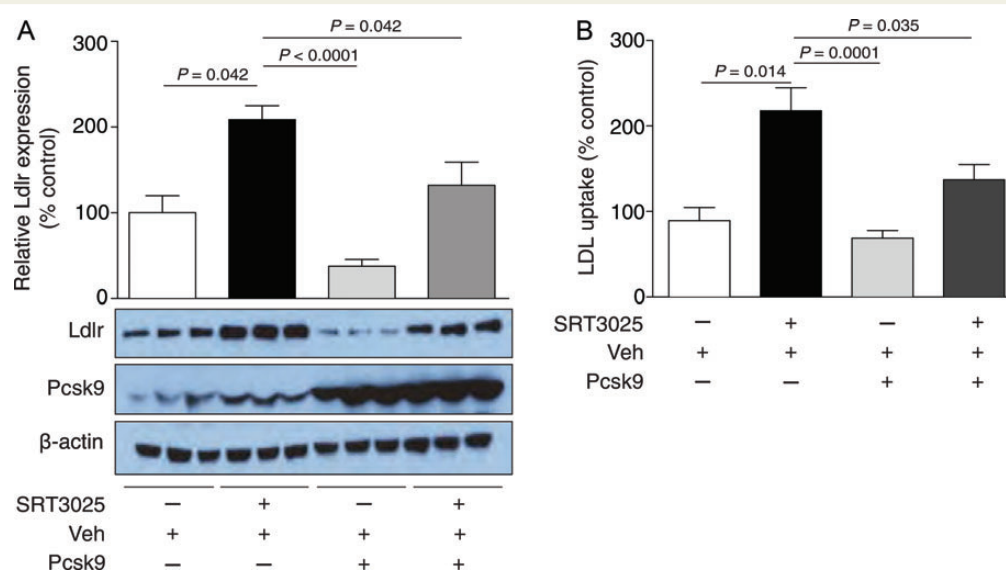 A
Relative Ldlr expression
(% control)
300
200
100
0
P = 0.042
P < 0.0001
P = 0.042
Ldlr
Pcsk9
β-actin
SRT3025 – + – +
Veh + + + +
Pcsk9 – – + +
B
LDL uptake (% control)
300
200
100
0
P = 0.035
P = 0.0001
P = 0.014
SRT3025 – + – +
Veh + + + +
Pcsk9 – – + +